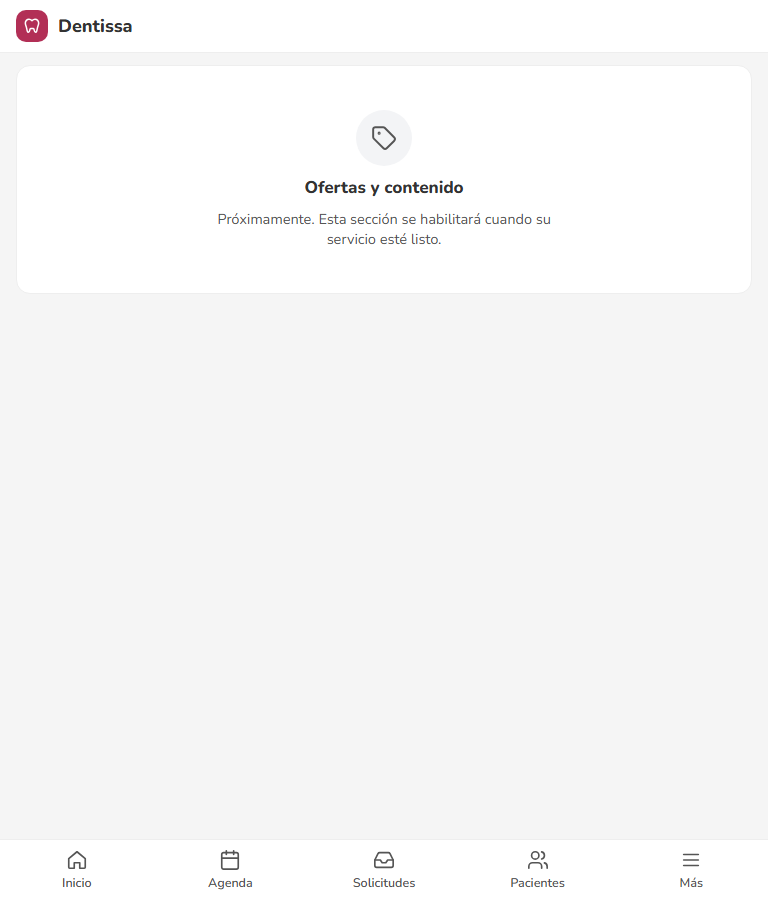 Dentissa
Ofertas y contenido
Próximamente. Esta sección se habilitará cuando su
servicio esté listo.
Inicio
Agenda
Solicitudes
Pacientes
Más